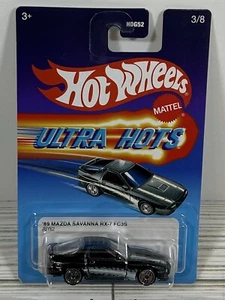 3+
HDG52
3/8
Hot Wheels
MATTEL
ULTRA HOTS
'89 MAZDA SAVANNA RX-7 FC3S